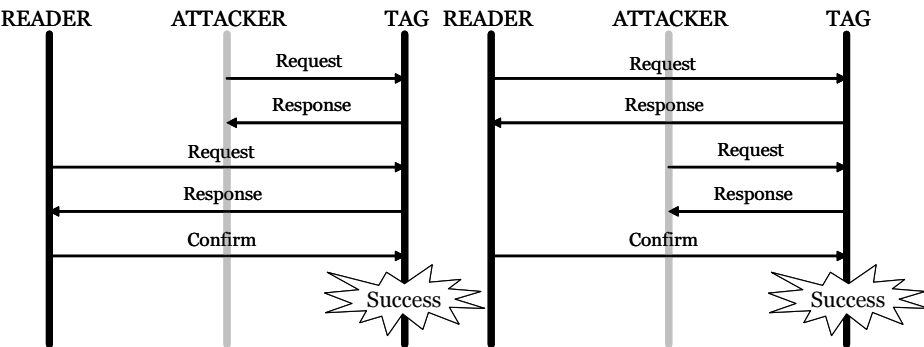 READER ATTACKER TAG READER ATTACKER TAG
Request Request
Response Response
Request Request
Response Response
Confirm Confirm
Success Success